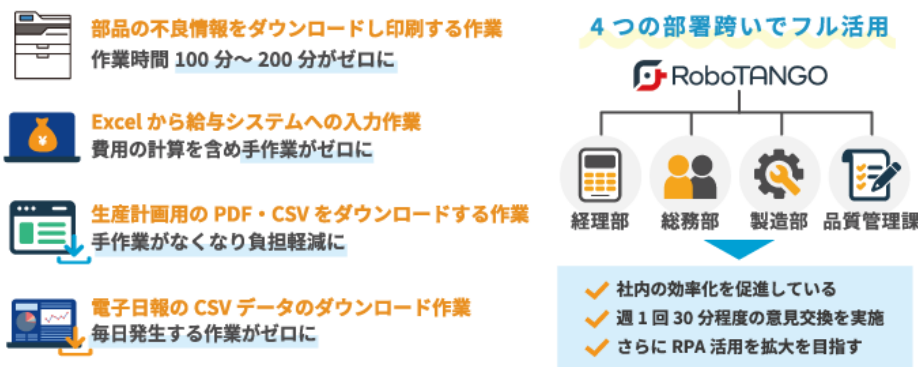 部品の不良情報をダウンロードし印刷する作業
作業時間 100 分～ 200 分がゼロに
Excel から給与システムへの入力作業
費用の計算を含め手作業がゼロに
生産計画用の PDF・CSV をダウンロードする作業
手作業がなくなり負担軽減に
電子日報の CSV データのダウンロード作業
毎日発生する作業がゼロに
4 つの部署跨いでフル活用
RoboTANGO
経理部
総務部
製造部
品質管理課
社内の効率化を促進している
週 1 回 30 分程度の意見交換を実施
さらに RPA 活用を拡大を目指す